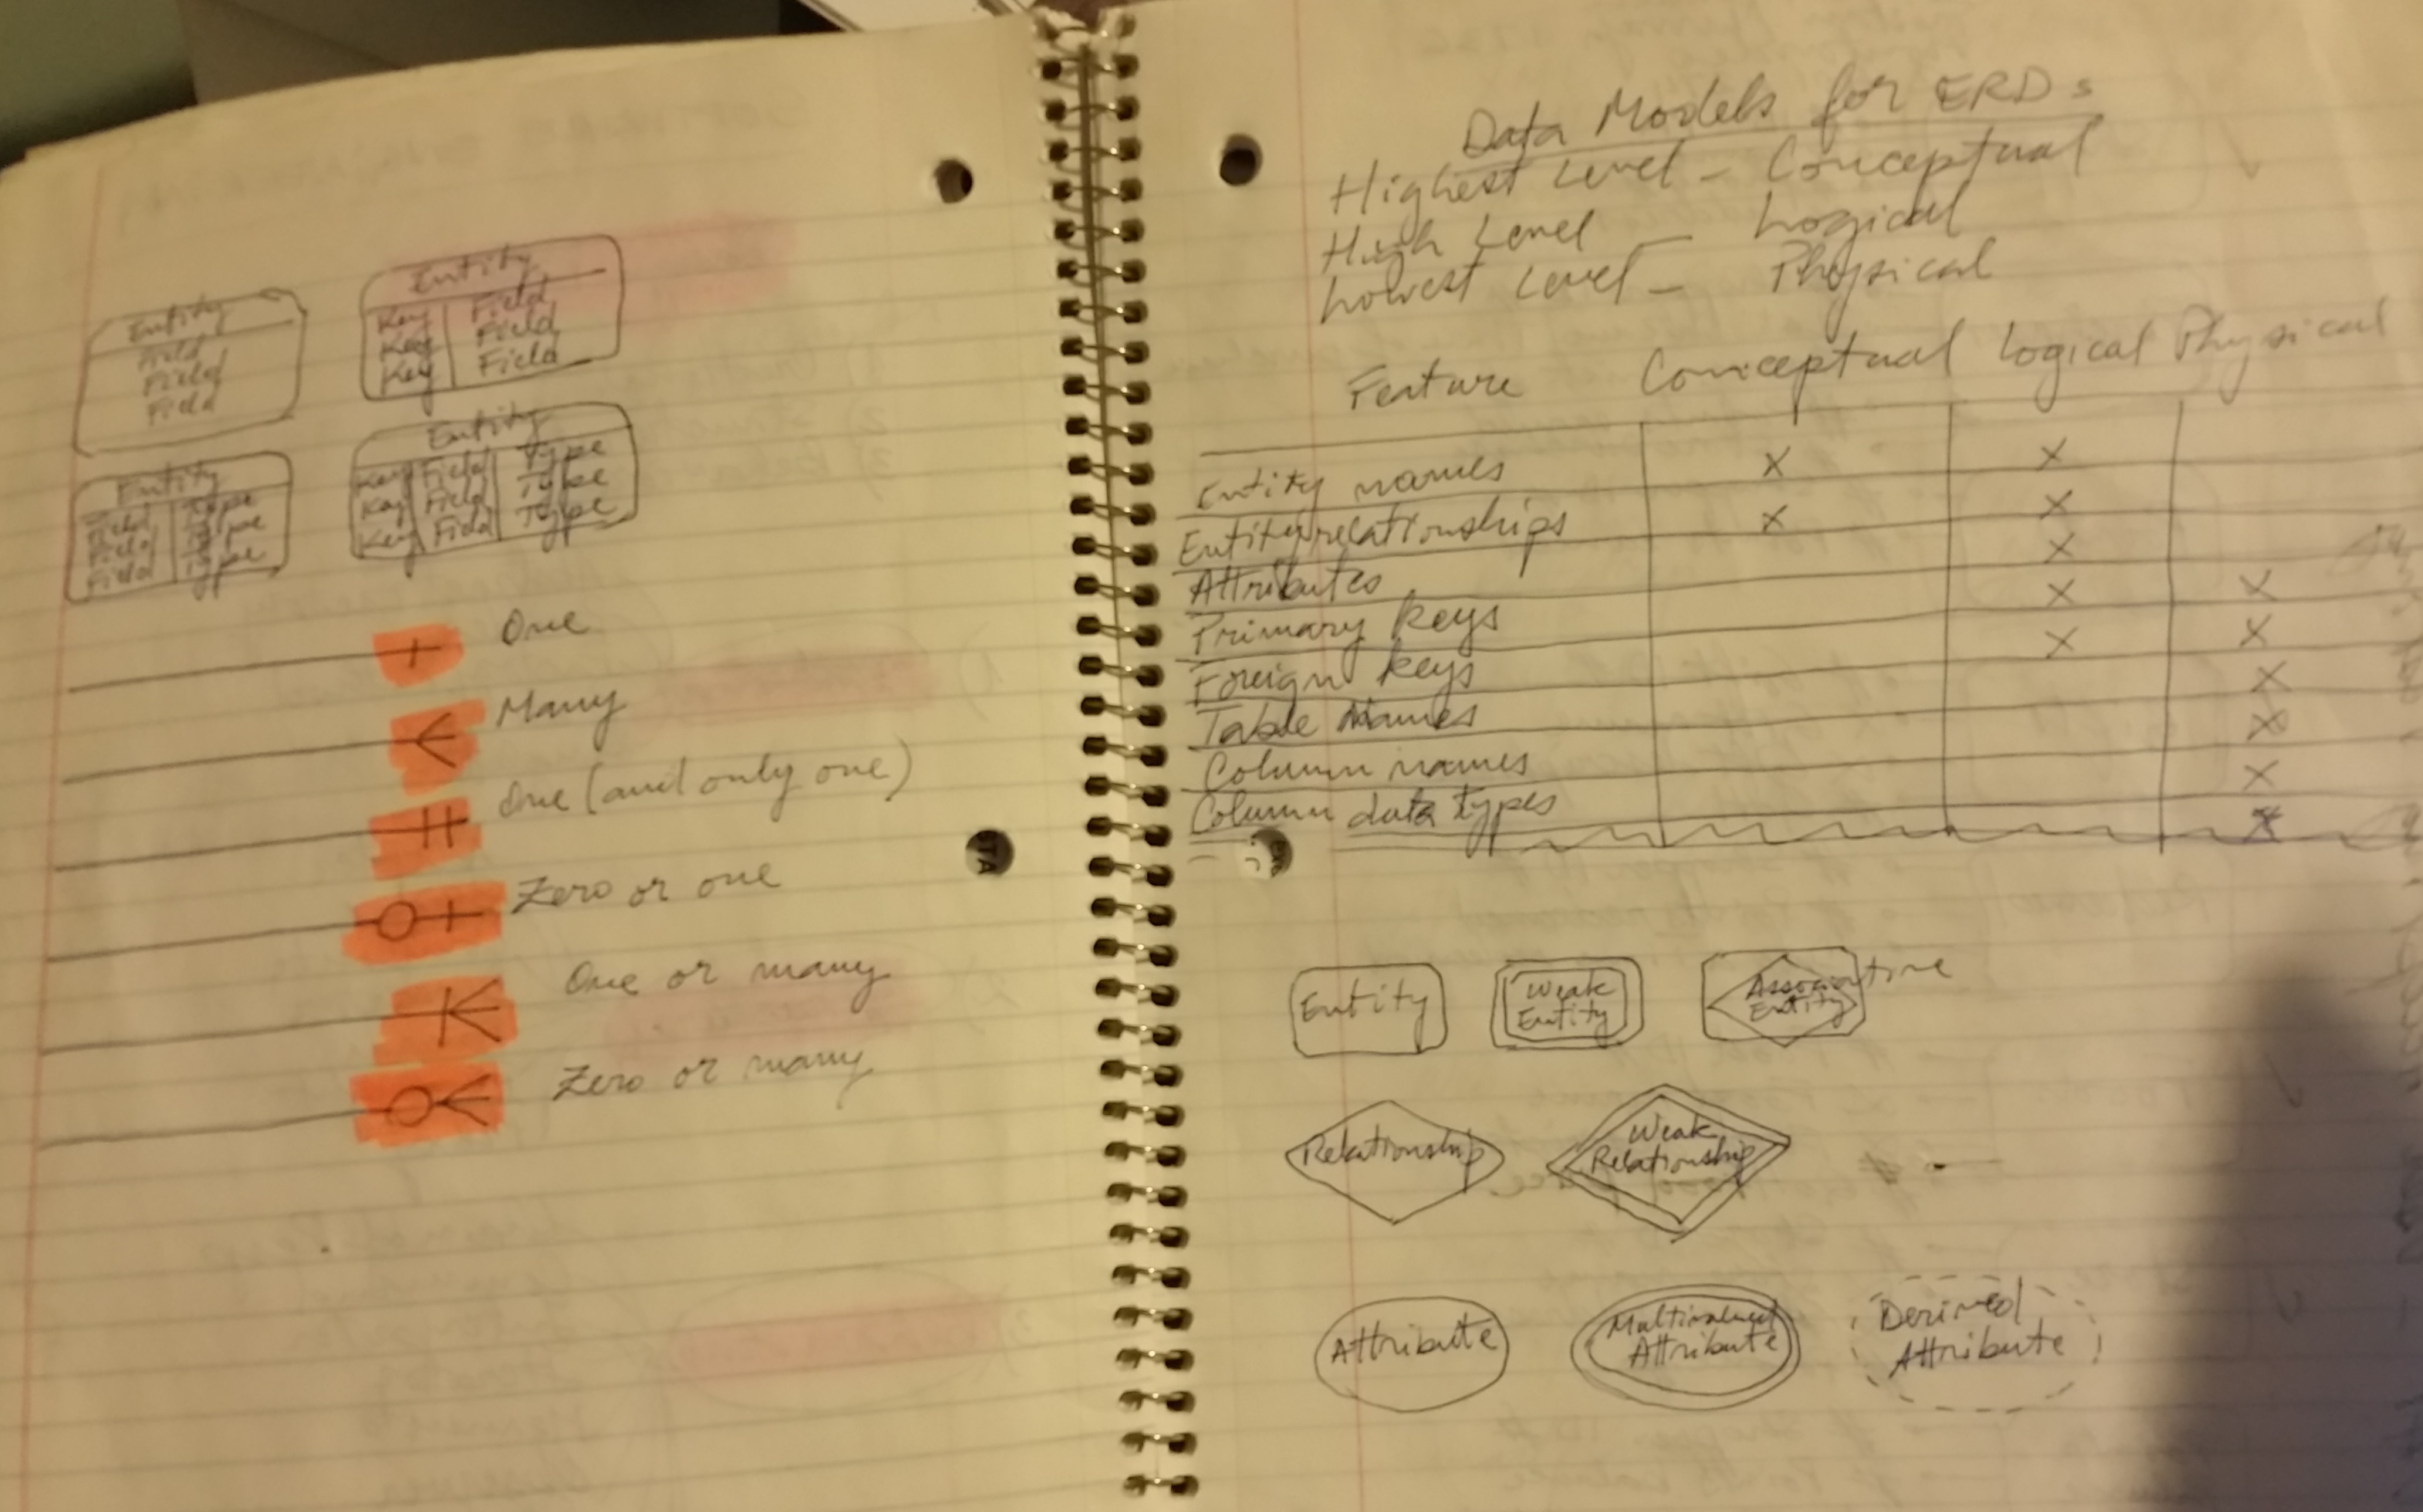 Entity
Field
Field
Field
Entity
Key Field
Key Field
Key Field
Entity
Field Type
Field Type
Field Type
Entity
Key Field Type
Key Field Type
Key Field Type
One
Many
One (and only one)
Zero or one
One or many
Zero or many
Data Models for ERDs
Highest Level - Conceptual
High Level - Logical
Lowest Level - Physical
Feature Conceptual Logical Physical
Entity names X X
Entity relationships X X
Attributes X
Primary keys X X
Foreign keys X X
Table Names X
Column names X
Column data types X
X
Entity
Weak
Entity
Associative
Entity
Relationship
Weak
Relationship
Attribute
Multivalued
Attribute
Derived
Attribute